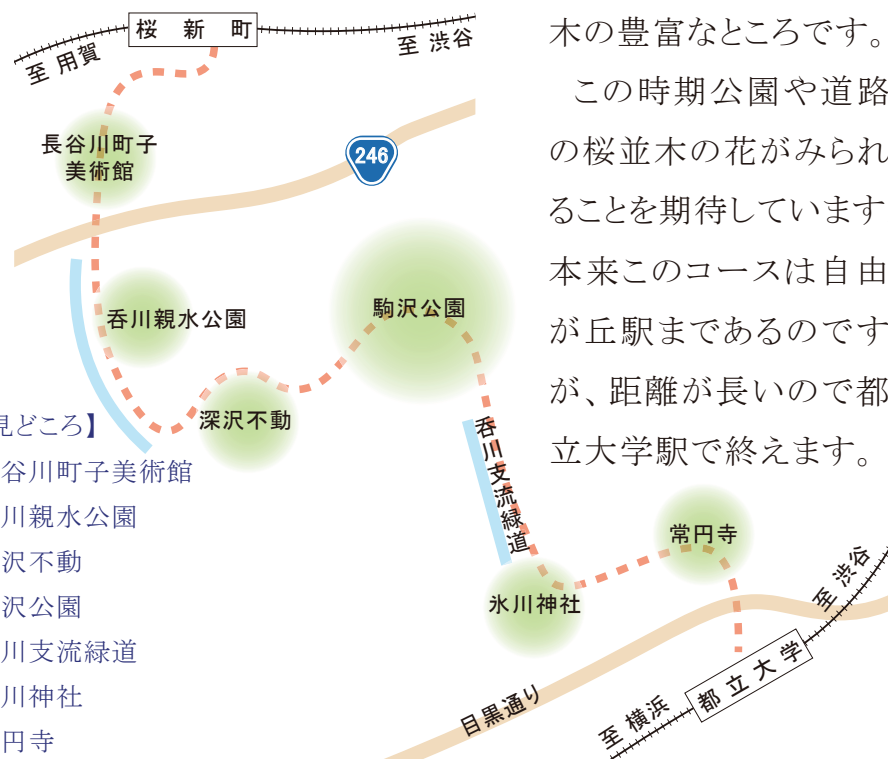 桜新町
至 用賀
至 渋谷
長谷川町子
美術館
246
呑川親水公園
深沢不動
駒沢公園
呑川支流緑道
氷川神社
常円寺
目黒通り
都立大学
至 渋谷
至 横浜
木の豊富なところです。
この時期公園や道路
の桜並木の花がみられ
ることを期待しています
本来このコースは自由
が丘駅まであるのです
が、距離が長いので都
立大学駅で終えます。
見どころ】
谷川町子美術館
川親水公園
沢不動
沢公園
川支流緑道
川神社
円寺